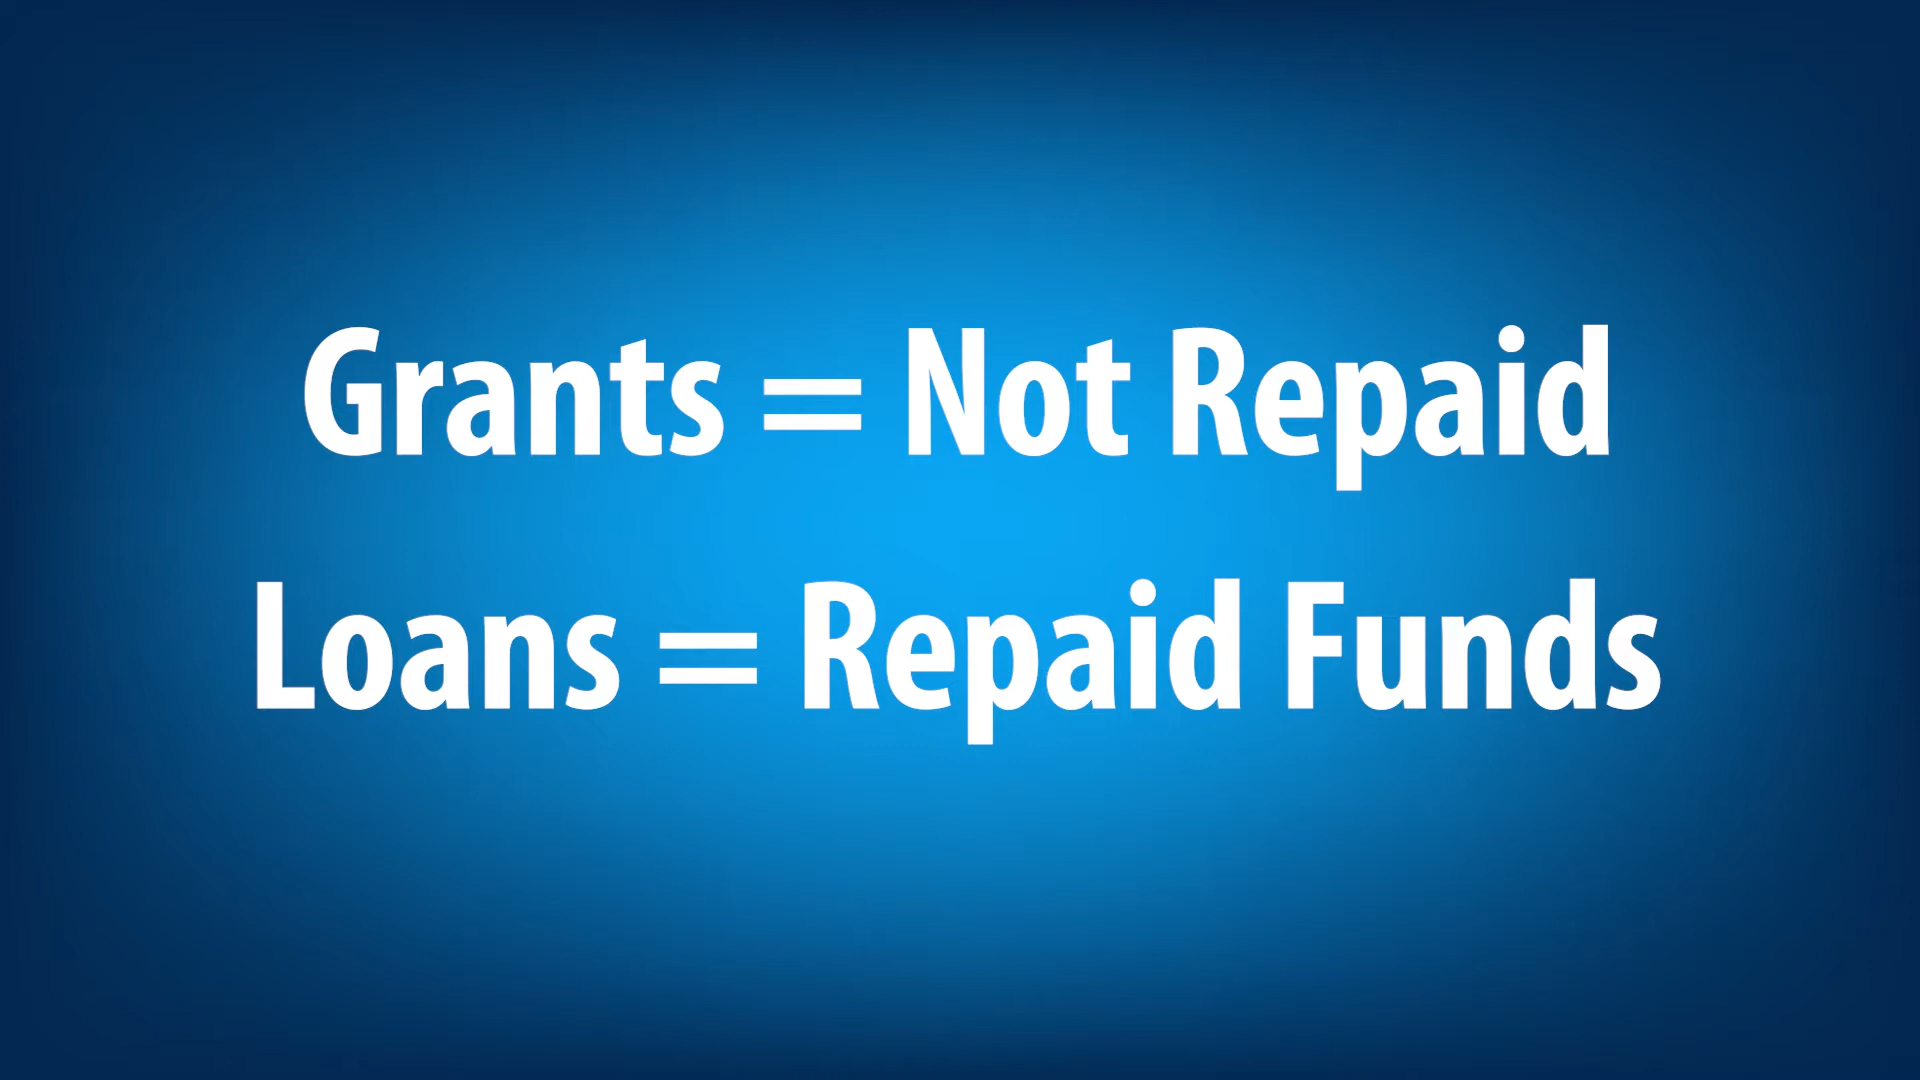 Grants = Not Repaid
Loans = Repaid Funds